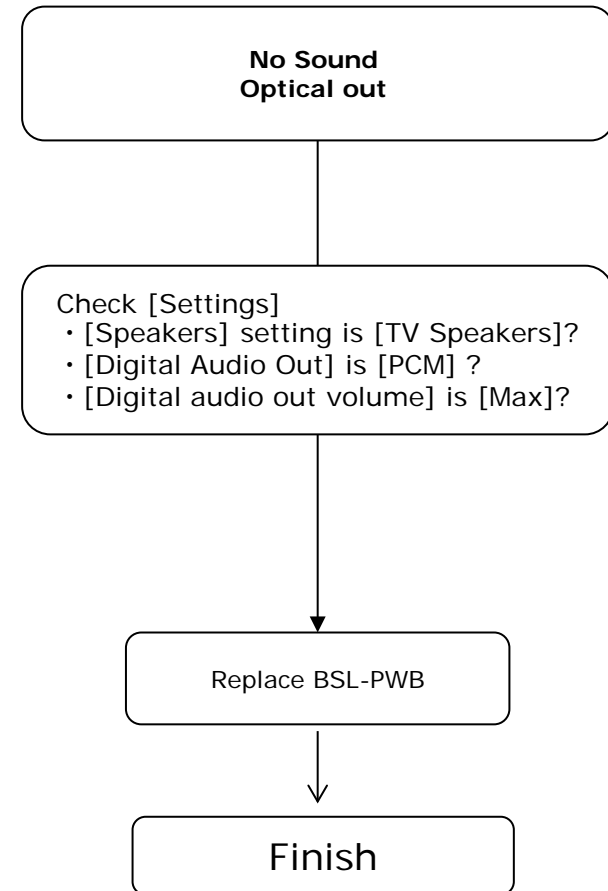 No Sound
Optical out
Check [Settings]
・[Speakers] setting is [TV Speakers]?
・[Digital Audio Out] is [PCM] ?
・[Digital audio out volume] is [Max]?
Replace BSL-PWB
Finish